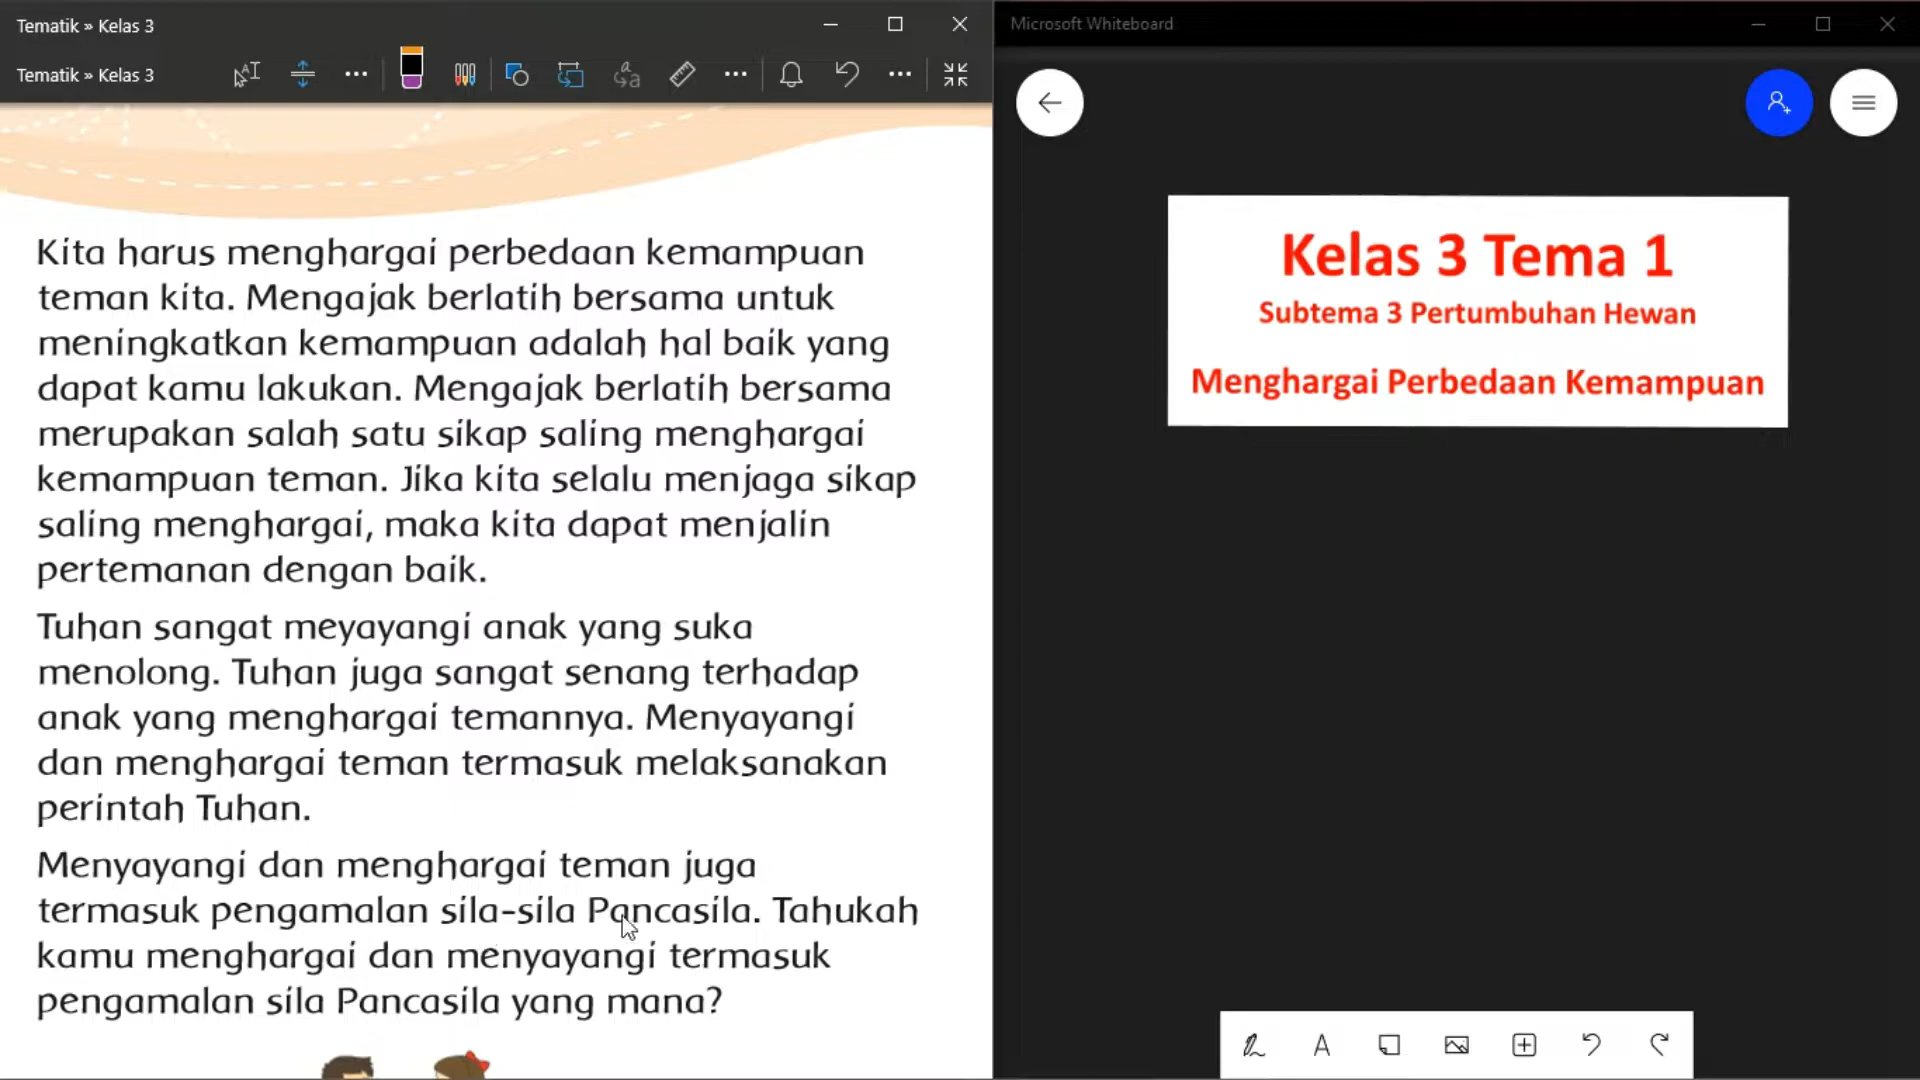 Tematik » Kelas 3
Tematik » Kelas 3
Kita harus menghargai perbedaan kemampuan
teman kita. Mengajak berlatih bersama untuk
meningkatkan kemampuan adalah hal baik yang
dapat kamu lakukan. Mengajak berlatih bersama
merupakan salah satu sikap saling menghargai
kemampuan teman. Jika kita selalu menjaga sikap
saling menghargai, maka kita dapat menjalin
pertemanan dengan baik.
Tuhan sangat meyayangi anak yang suka
menolong. Tuhan juga sangat senang terhadap
anak yang menghargai temannya. Menyayangi
dan menghargai teman termasuk melaksanakan
perintah Tuhan.
Menyayangi dan menghargai teman juga
termasuk pengamalan sila-sila Pancasila. Tahukah
kamu menghargai dan menyayangi termasuk
pengamalan sila Pancasila yang mana?
Microsoft Whiteboard
Kelas 3 Tema 1
Subtema 3 Pertumbuhan Hewan
Menghargai Perbedaan Kemampuan